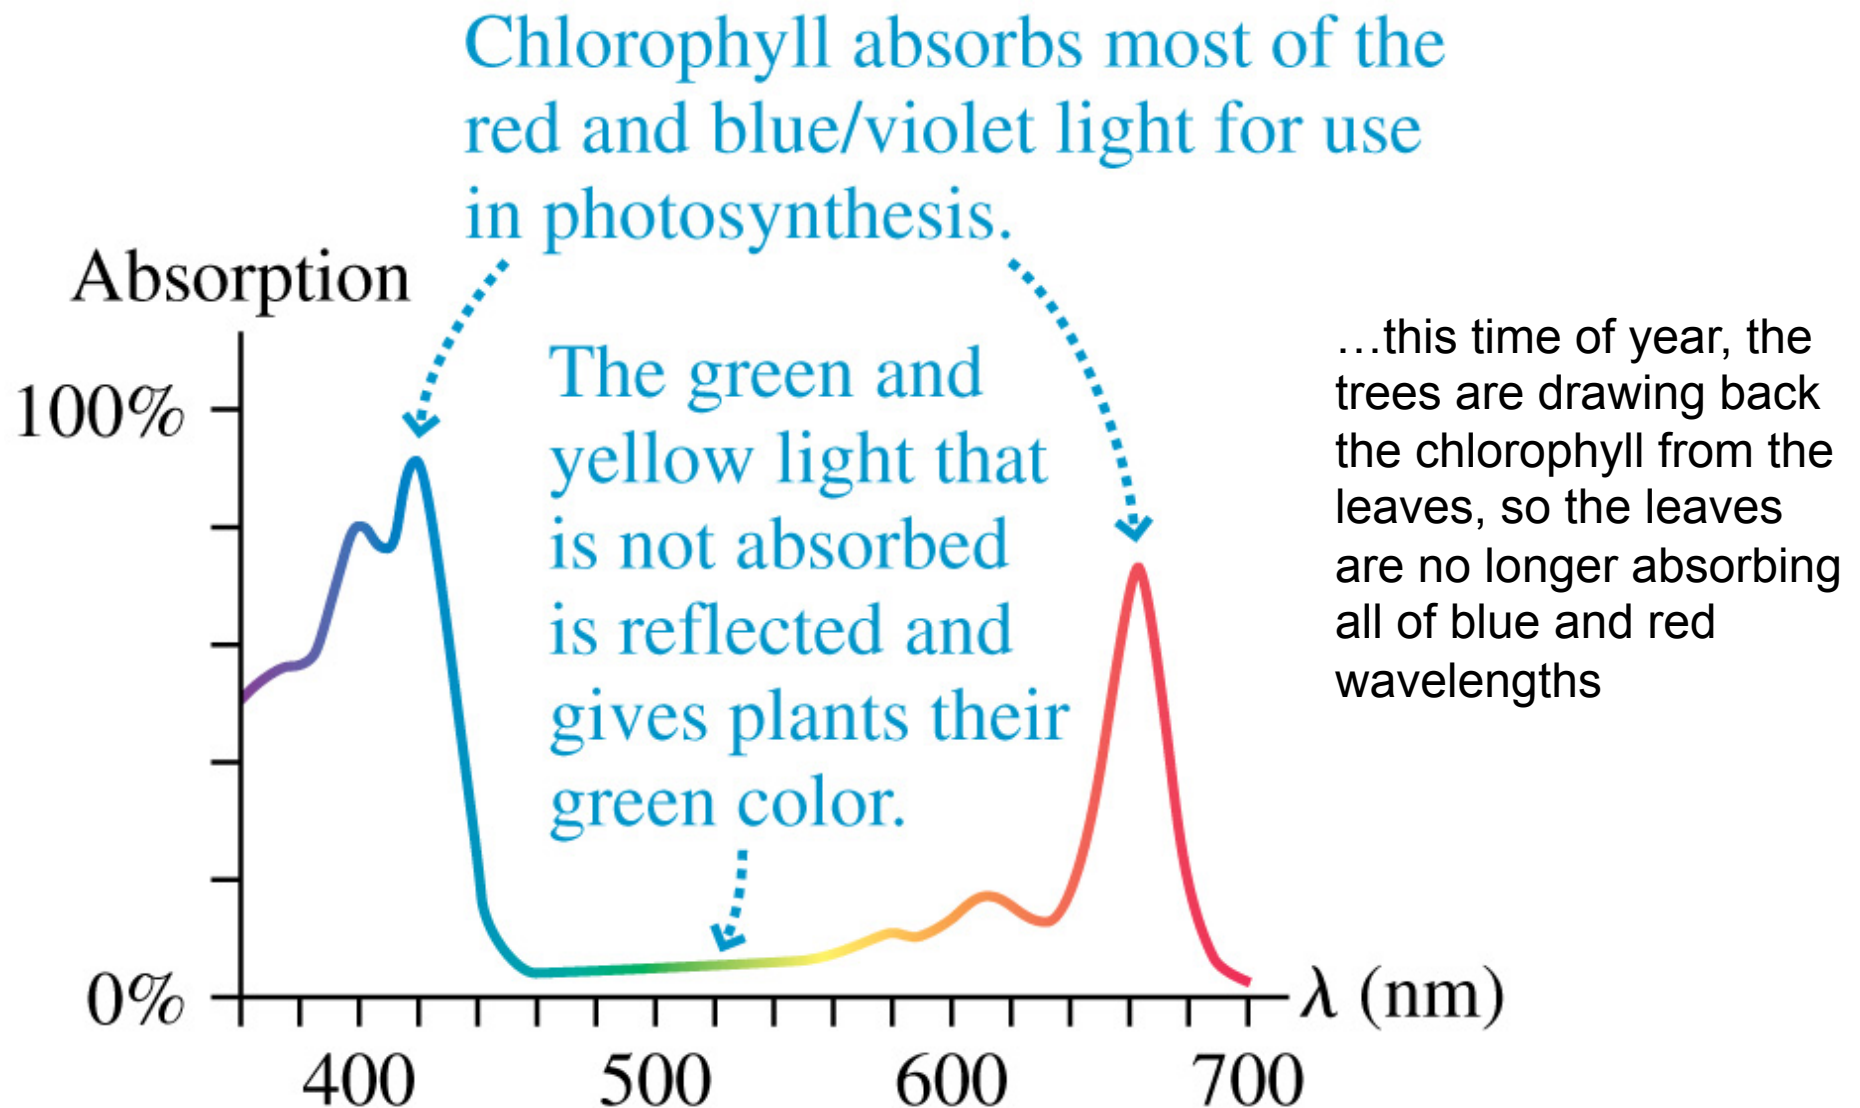 Chlorophyll absorbs most of the
red and blue/violet light for use
in photosynthesis.
Absorption
100%
The green and
yellow light that
is not absorbed
is reflected and
gives plants their
green color.
0%
400
500
600
700
λ (nm)
…this time of year, the
trees are drawing back
the chlorophyll from the
leaves, so the leaves
are no longer absorbing
all of blue and red
wavelengths